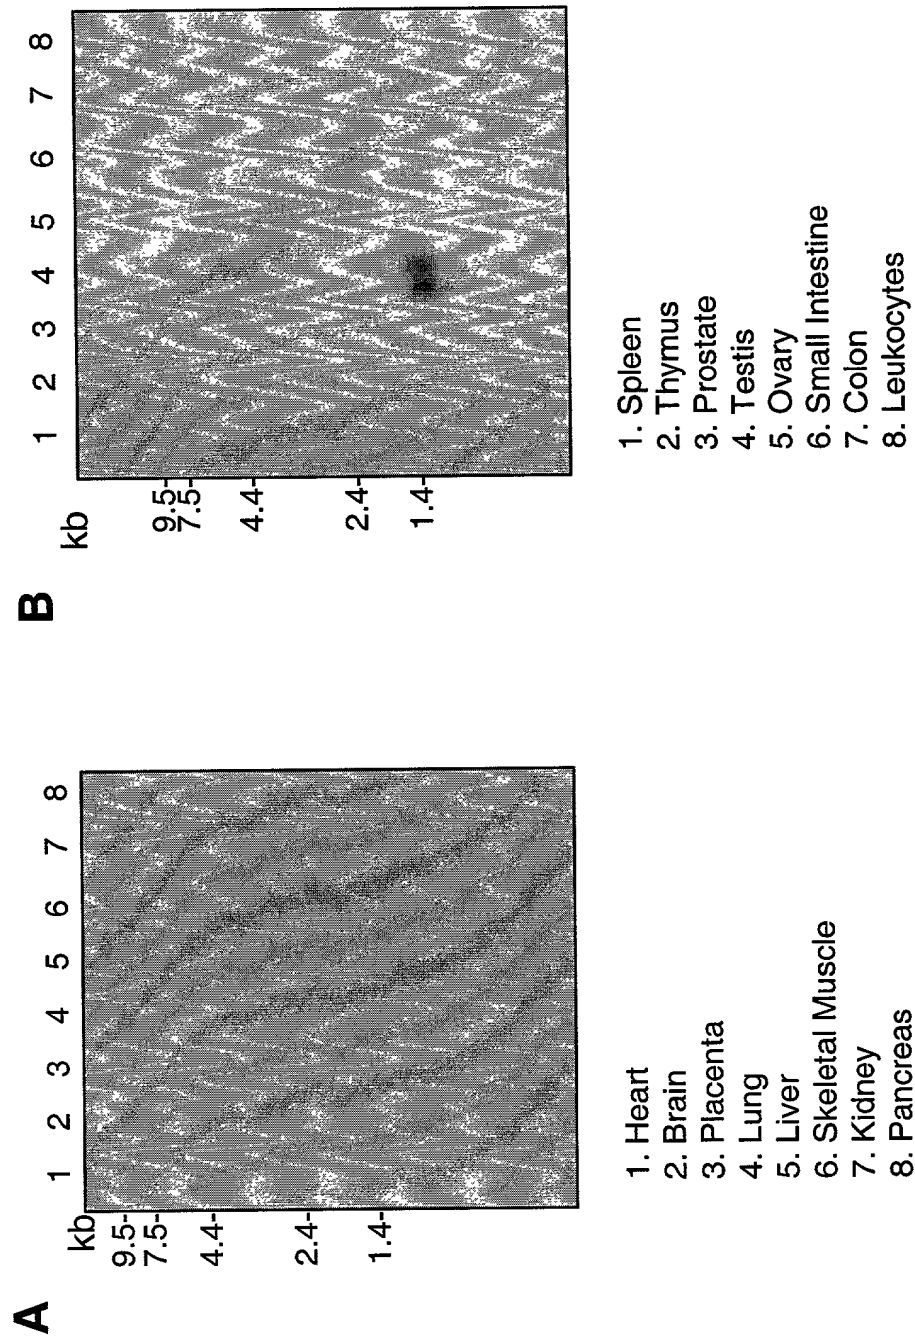 A
kb
1 2 3 4 5 6 7 8
9.5-
7.5-
4.4-
2.4-
1.4-
1. Heart
2. Brain
3. Placenta
4. Lung
5. Liver
6. Skeletal Muscle
7. Kidney
8. Pancreas
B
kb
1 2 3 4 5 6 7 8
9.5-
7.5-
4.4-
2.4-
1.4-
1. Spleen
2. Thymus
3. Prostate
4. Testis
5. Ovary
6. Small Intestine
7. Colon
8. Leukocytes